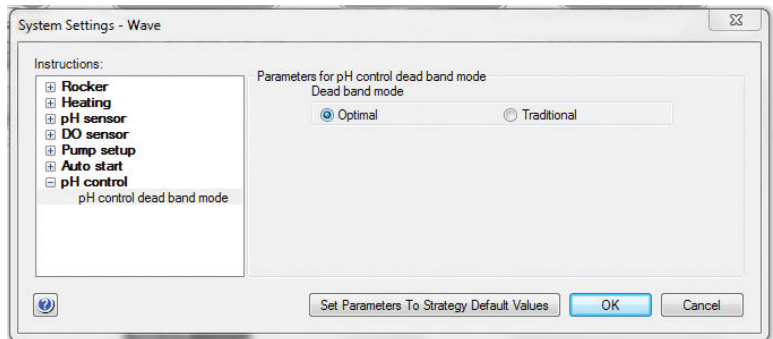 System Settings - Wave
Instructions:
Rocker
Heating
pH sensor
DO sensor
Pump setup
Auto start
pH control
pH control dead band mode
Parameters for pH control dead band mode
Dead band mode
Optimal Traditional
Set Parameters To Strategy Default Values OK Cancel